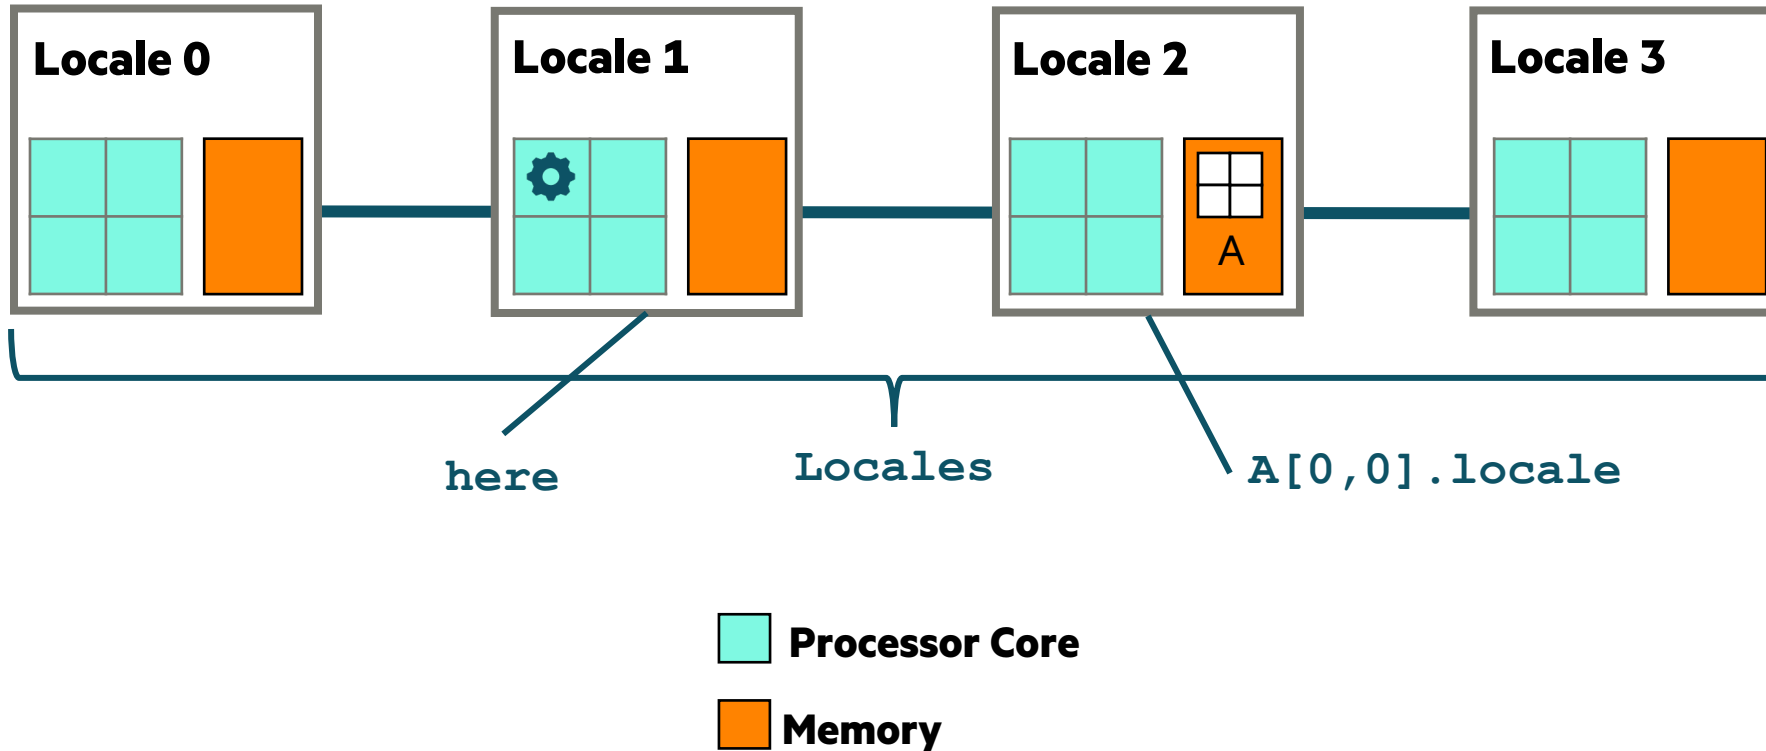 Locale 0
Locale 1
Locale 2
Locale 3
A
here
Locales
A[0,0].locale
Processor Core
Memory